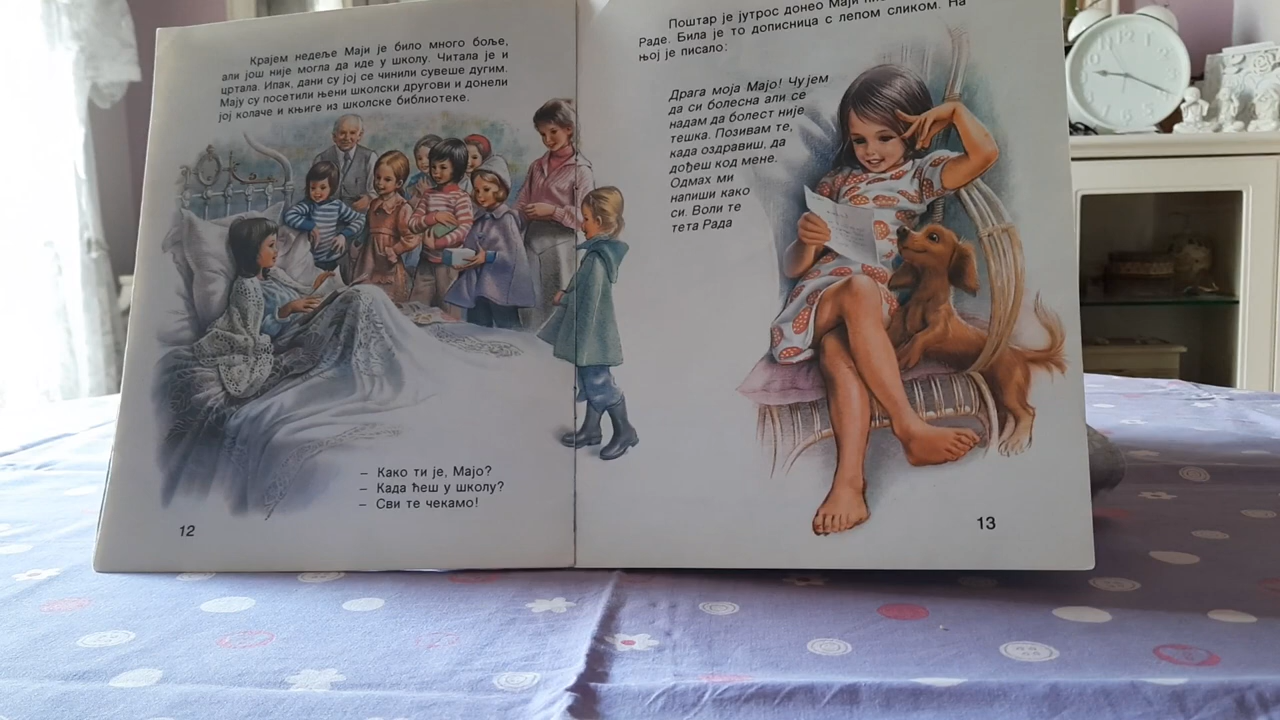 Крајем недеље Маји је било много боље,
али још није могла да иде у школу. Читала је и
цртала. Ипак, дани су јој се чинили сувеше дугим.
Мају су посетили њени школски другови и донели
јој колаче и књиге из школске библиотеке.
– Како ти је, Мајо?
– Када ћеш у школу?
– Сви те чекамо!
12
Поштар је јутрос донео Маји
Раде. Била је то дописница с лепом сликом. На
њој је писало:
Драга моја Мајо! Чујем
да си болесна али се
надам да болест није
тешка. Позивам те,
када оздравиш, да
дођеш код мене.
Одмах ми
напиши како
си. Воли те
тета Рада
13